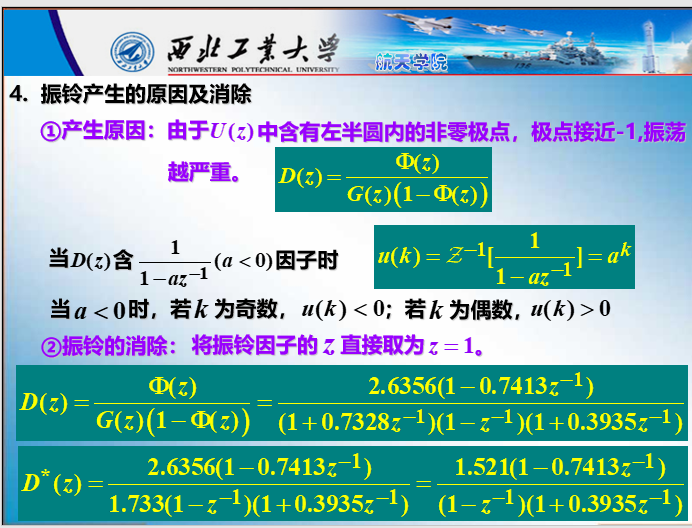 西北工业大学
NORTHWESTERN POLYTECHNICAL UNIVERSITY
航天学院
4. 振铃产生的原因及消除
①产生原因：由于U(z)中含有左半圆内的非零极点，极点接近-1,振荡
越严重。
D(z) = Φ(z) / G(z)(1−Φ(z))
当D(z)含 1 / 1−az⁻¹ (a < 0)因子时
u(k) = Z⁻¹[1 / 1−az⁻¹] = aᵏ
当a < 0时，若k为奇数，u(k) < 0；若k为偶数，u(k) > 0
②振铃的消除：将振铃因子的z直接取为z = 1。
D(z) = Φ(z) / G(z)(1−Φ(z)) = 2.6356(1−0.7413z⁻¹) / (1+0.7328z⁻¹)(1−z⁻¹)(1+0.3935z⁻¹)
D*(z) = 2.6356(1−0.7413z⁻¹) / 1.733(1−z⁻¹)(1+0.3935z⁻¹) = 1.521(1−0.7413z⁻¹) / (1−z⁻¹)(1+0.3935z⁻¹)